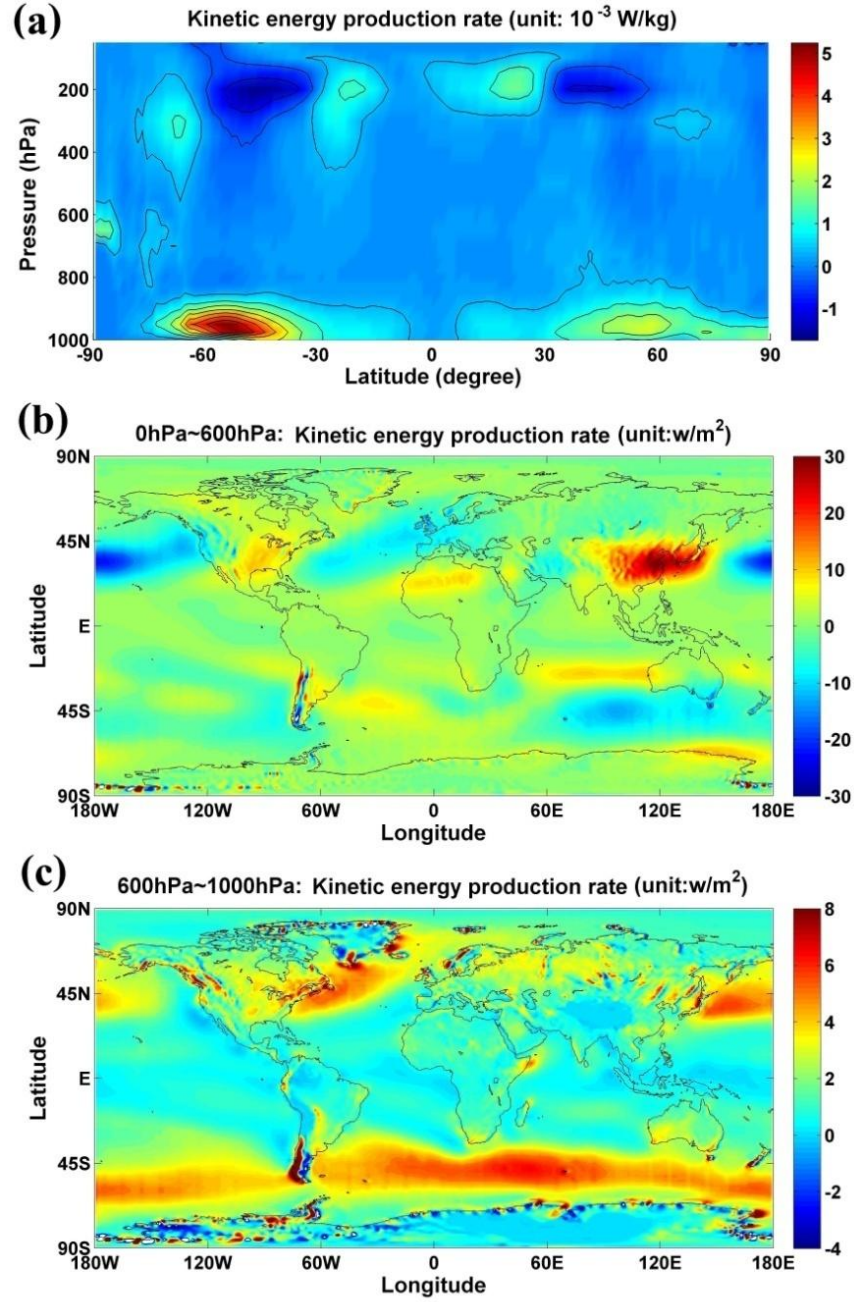 (a)
Kinetic energy production rate (unit: 10⁻³ W/kg)
Pressure (hPa)
200
400
600
800
1000
-90
-60
-30
0
30
60
90
Latitude (degree)
5
4
3
2
1
0
-1
(b)
0hPa~600hPa: Kinetic energy production rate (unit:w/m²)
Latitude
90N
45N
E
45S
90S
180W
120W
60W
0
60E
120E
180E
Longitude
30
20
10
0
-10
-20
-30
(c)
600hPa~1000hPa: Kinetic energy production rate (unit:w/m²)
Latitude
90N
45N
E
45S
90S
180W
120W
60W
0
60E
120E
180E
Longitude
8
6
4
2
0
-2
-4